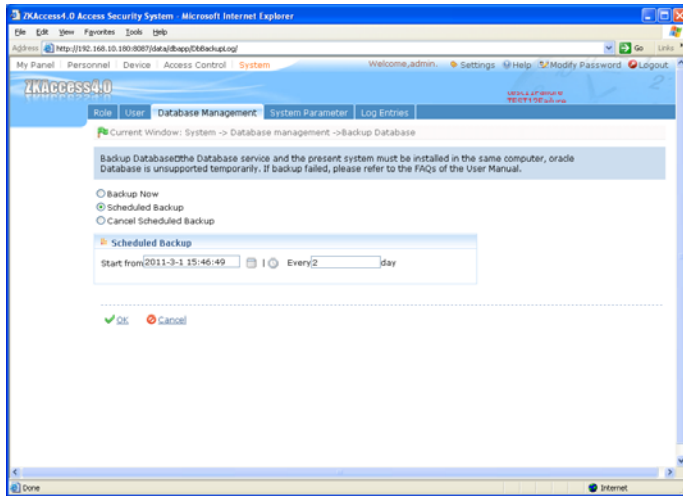 ZKAccess4.0 Access Security System - Microsoft Internet Explorer
File Edit View Favorites Tools Help
Address http://192.168.10.180:8087/data/dbapp/DbBackupLog/ Go Links
My Panel Personnel Device Access Control System Welcome,admin. Settings Help Modify Password Logout
ZKAccess4.0
TEST12Failure
Role User Database Management System Parameter Log Entries
Current Window: System -> Database management ->Backup Database
Backup Database□the Database service and the present system must be installed in the same computer, oracle
Database is unsupported temporarily. If backup failed, please refer to the FAQs of the User Manual.
Backup Now
Scheduled Backup
Cancel Scheduled Backup
Scheduled Backup
Start from 2011-3-1 15:46:49 | Every 2 day
OK Cancel
Done Internet